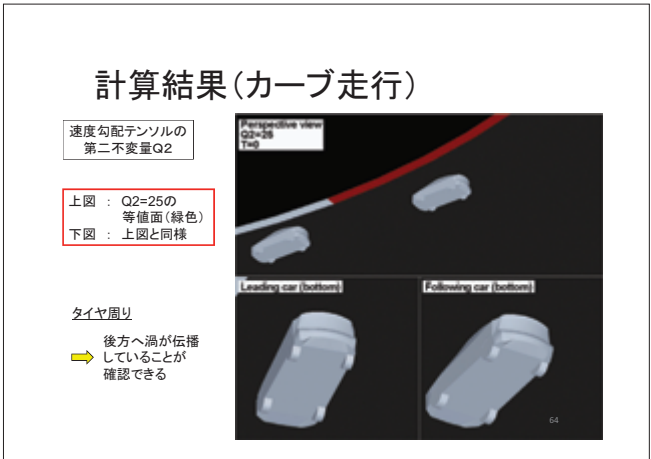 計算結果(カーブ走行)
速度勾配テンソルの
第二不変量Q2
上図 : Q2=25の
等値面(緑色)
下図 : 上図と同様
タイヤ周り
後方へ渦が伝播
していることが
確認できる
Perspective view
Q2=25
T=0
Leading car (bottom)
Following car (bottom)
64